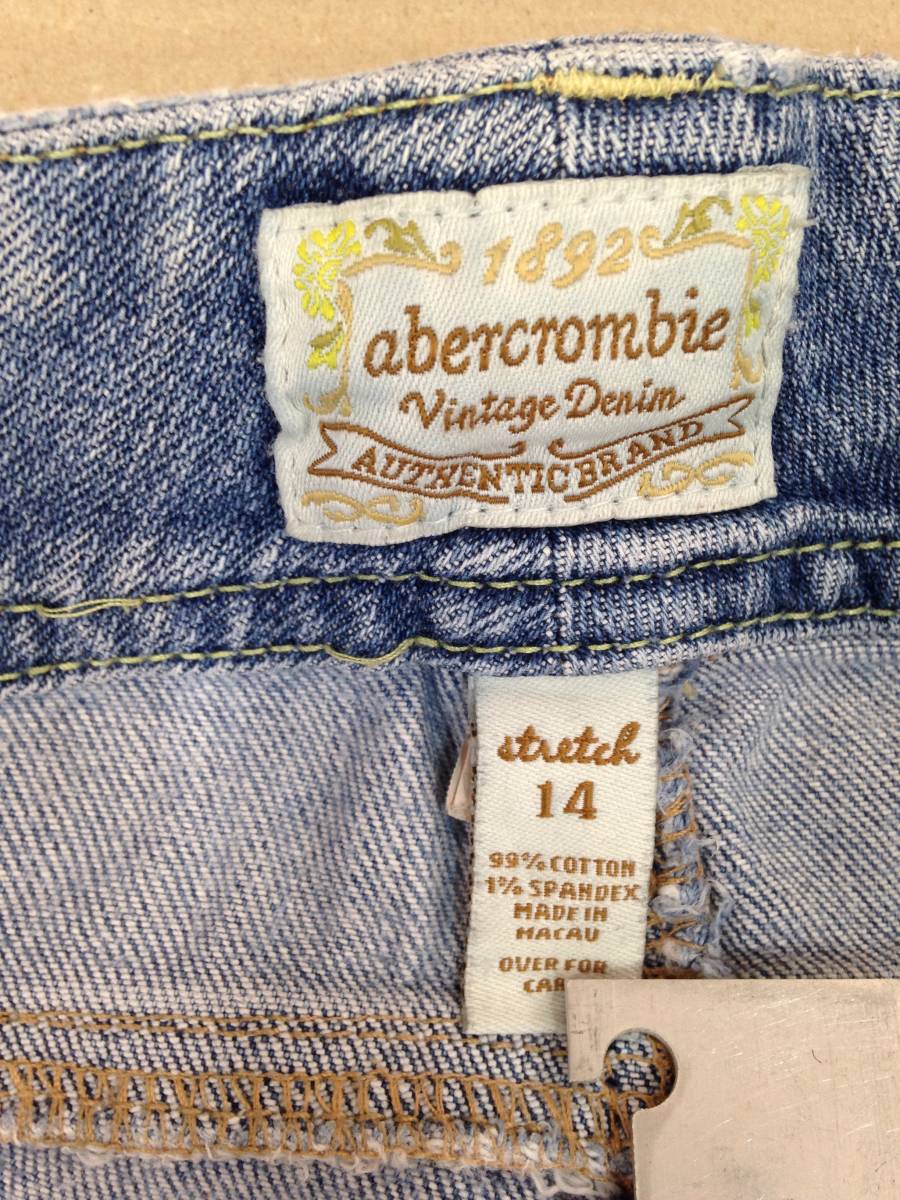 1892
abercrombie
Vintage Denim
AUTHENTIC BRAND
stretch
14
99% COTTON
1% SPANDEX
MADE IN
MACAU
OVER FOR